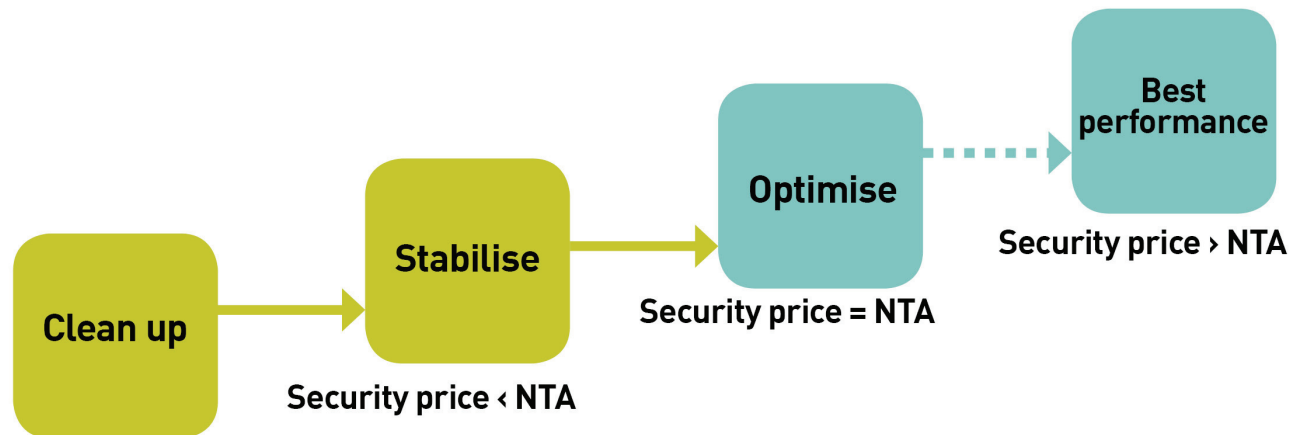 Clean up
Stabilise
Security price < NTA
Optimise
Security price = NTA
Best
performance
Security price > NTA